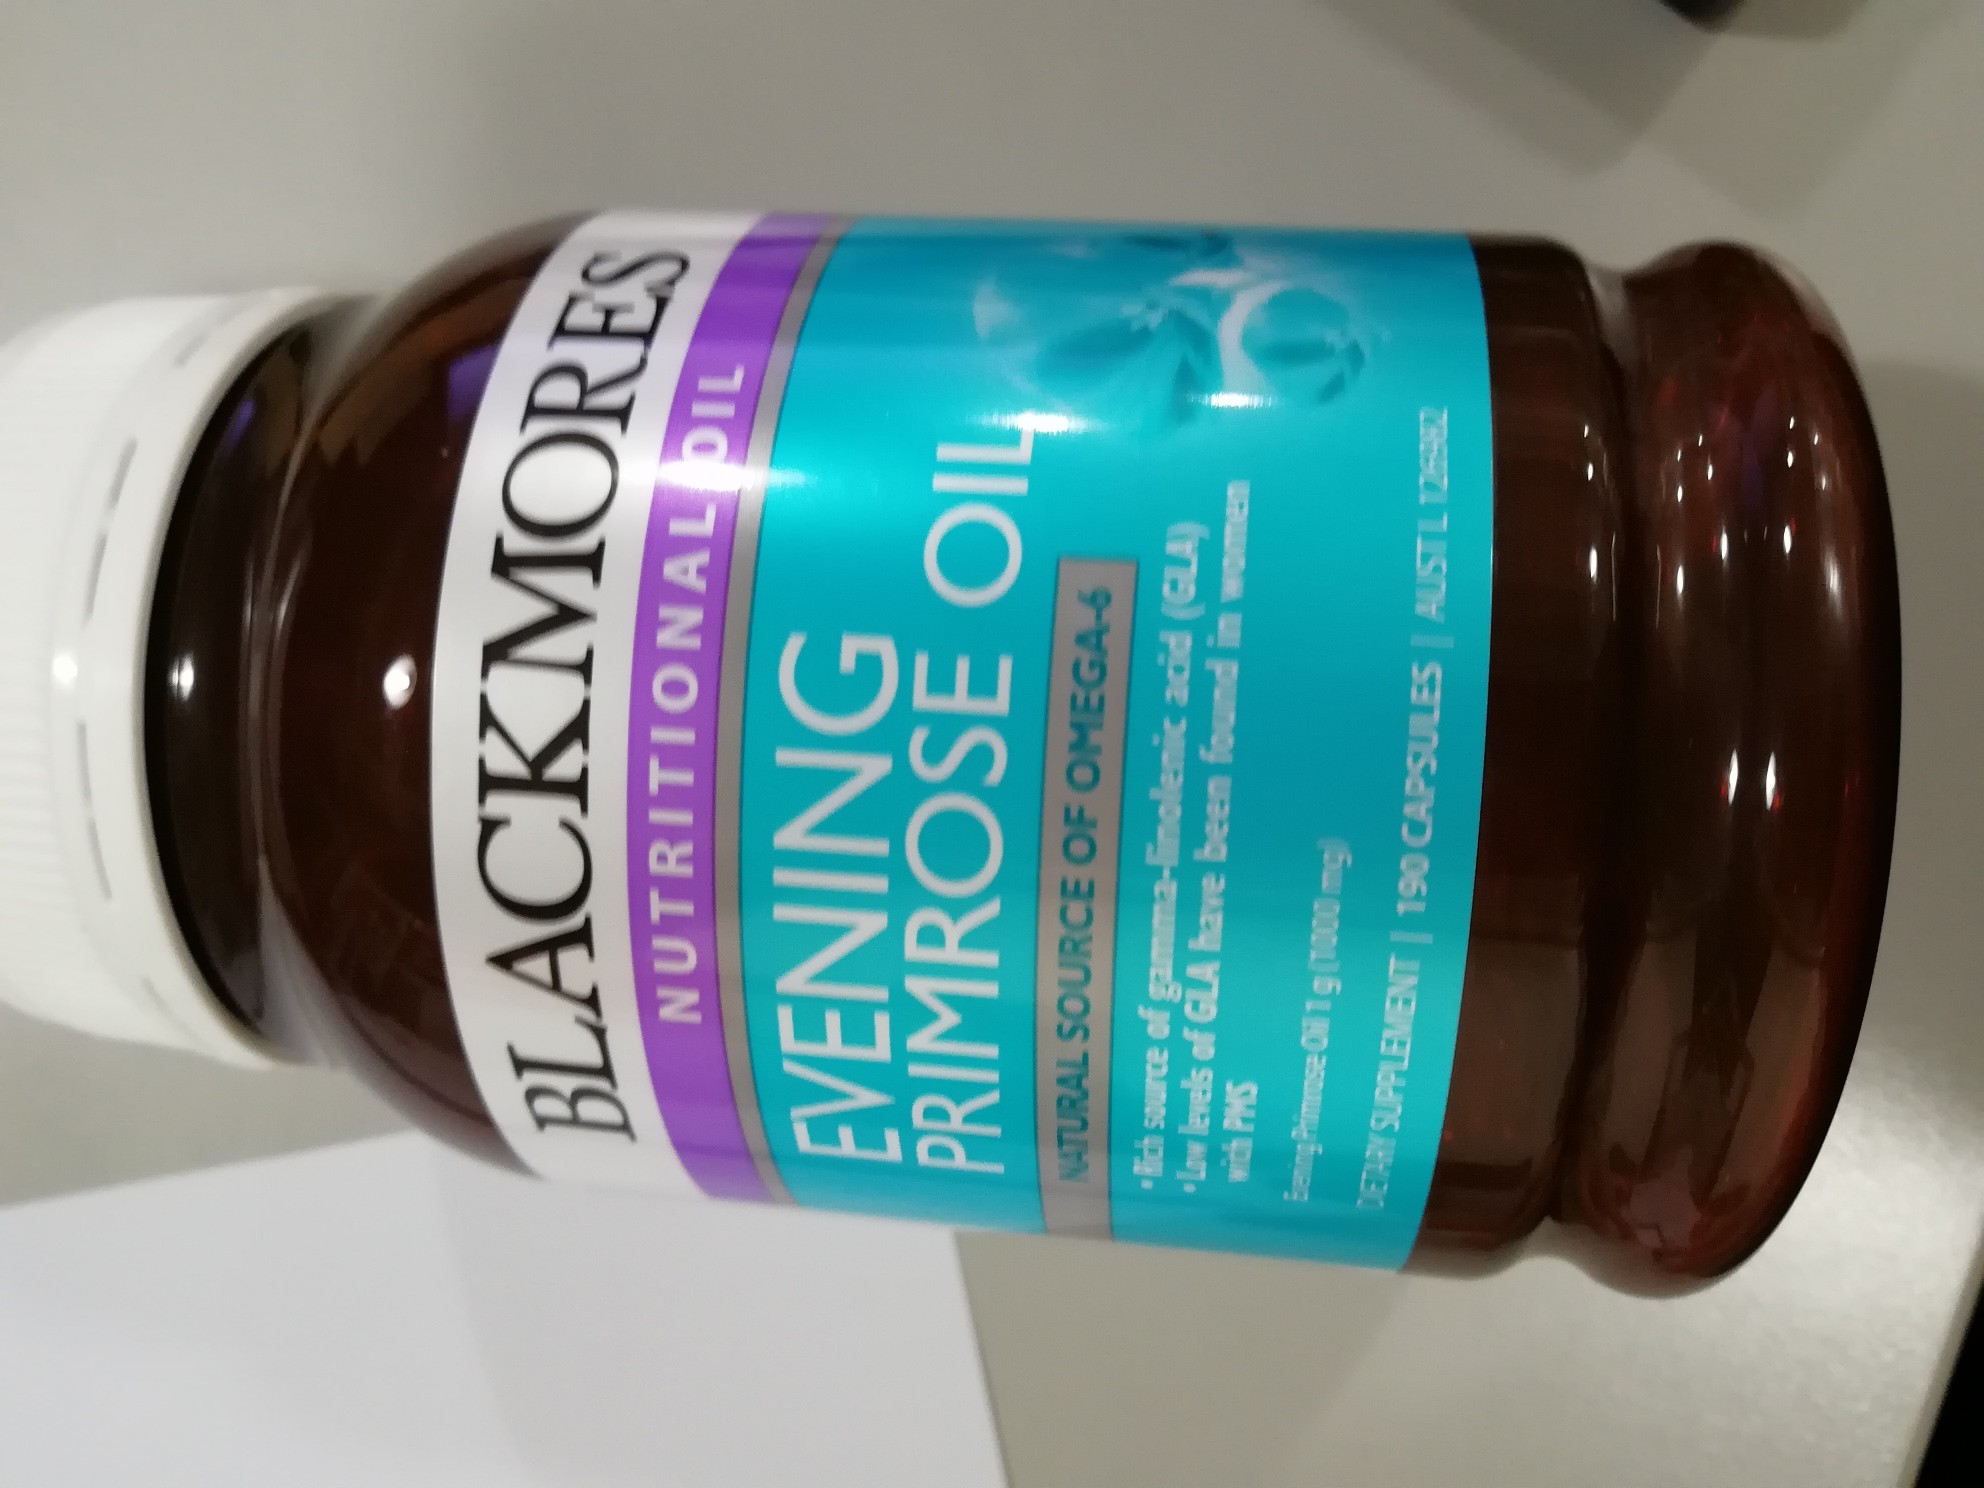 BLACKMORES
NUTRITIONAL OIL
EVENING
PRIMROSE OIL
NATURAL SOURCE OF OMEGA-6
• Rich source of gamma-linolenic acid (GLA)
• Low levels of GLA have been found in women
with PMS
Evening Primrose Oil 1 g (1000 mg)
DIETARY SUPPLEMENT | 190 CAPSULES | AUST L